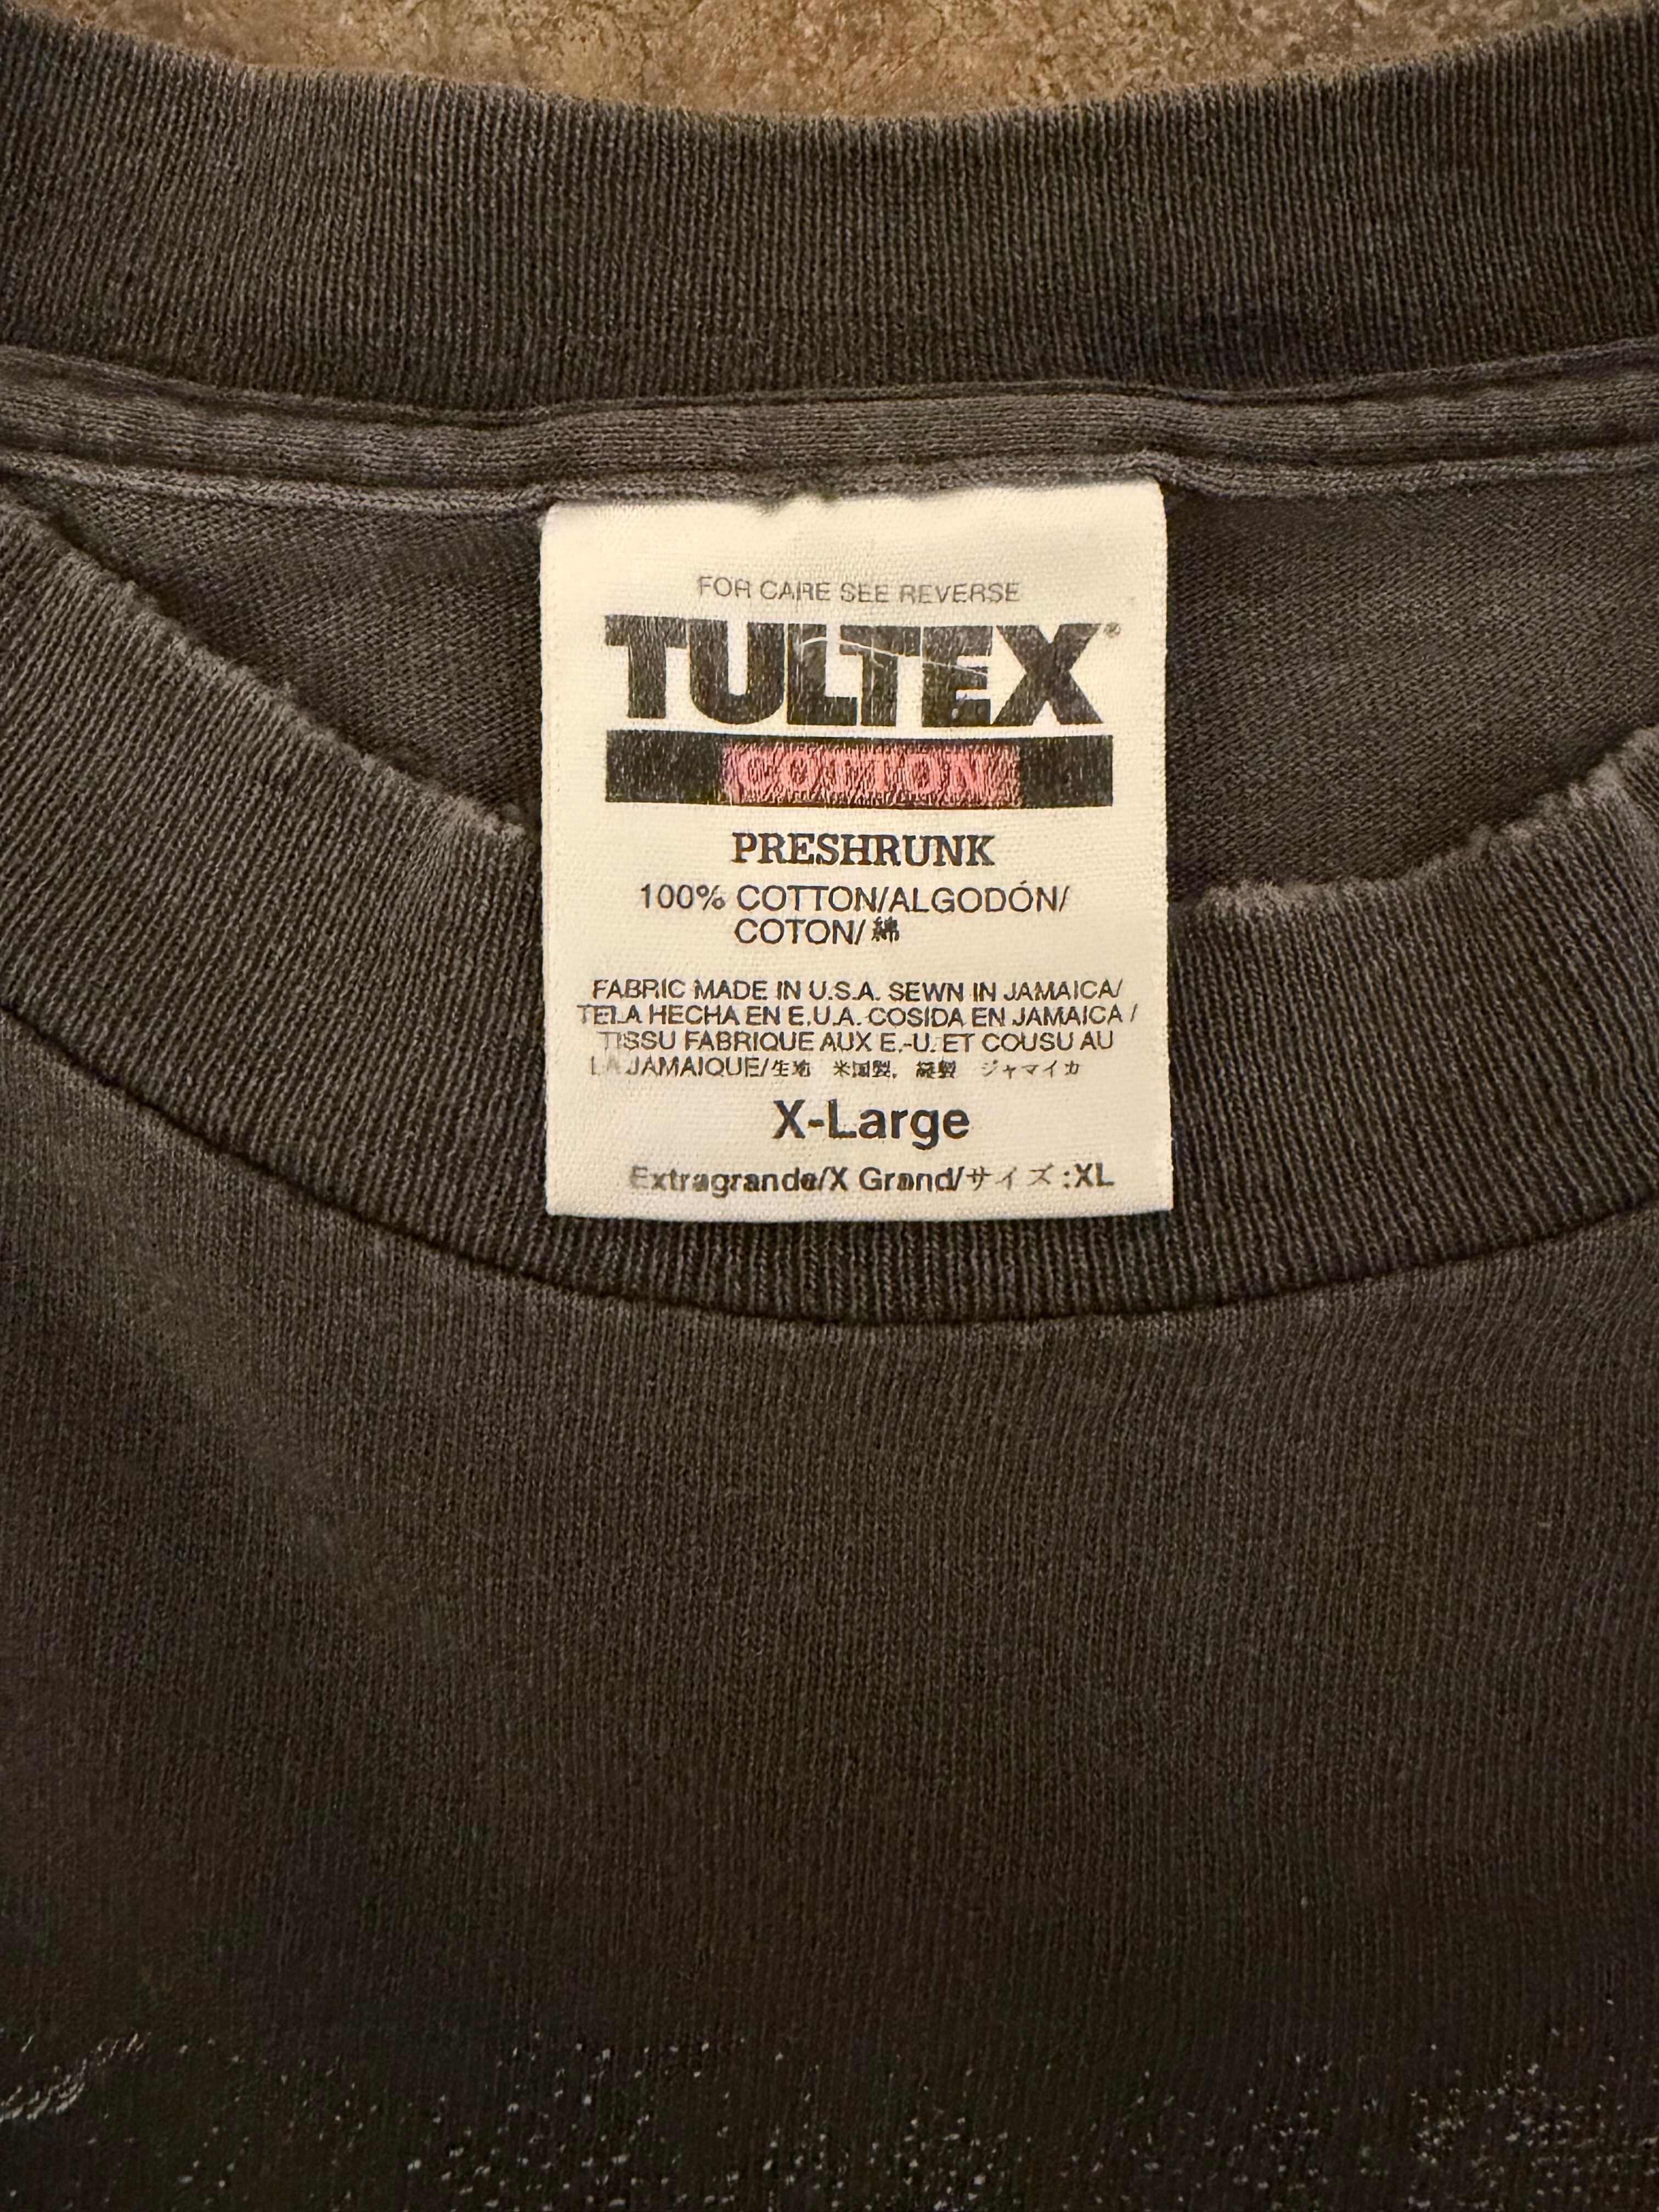 FOR CARE SEE REVERSE
TULTEX®
COTTON
PRESHRUNK
100% COTTON/ALGODÓN/
COTON/綿
FABRIC MADE IN U.S.A. SEWN IN JAMAICA/
TELA HECHA EN E.U.A. COSIDA EN JAMAICA /
TISSU FABRIQUE AUX E.-U. ET COUSU AU
LA JAMAIQUE/生地 米国製, 縫製 ジャマイカ
X-Large
Extragrande/X Grand/サイズ:XL